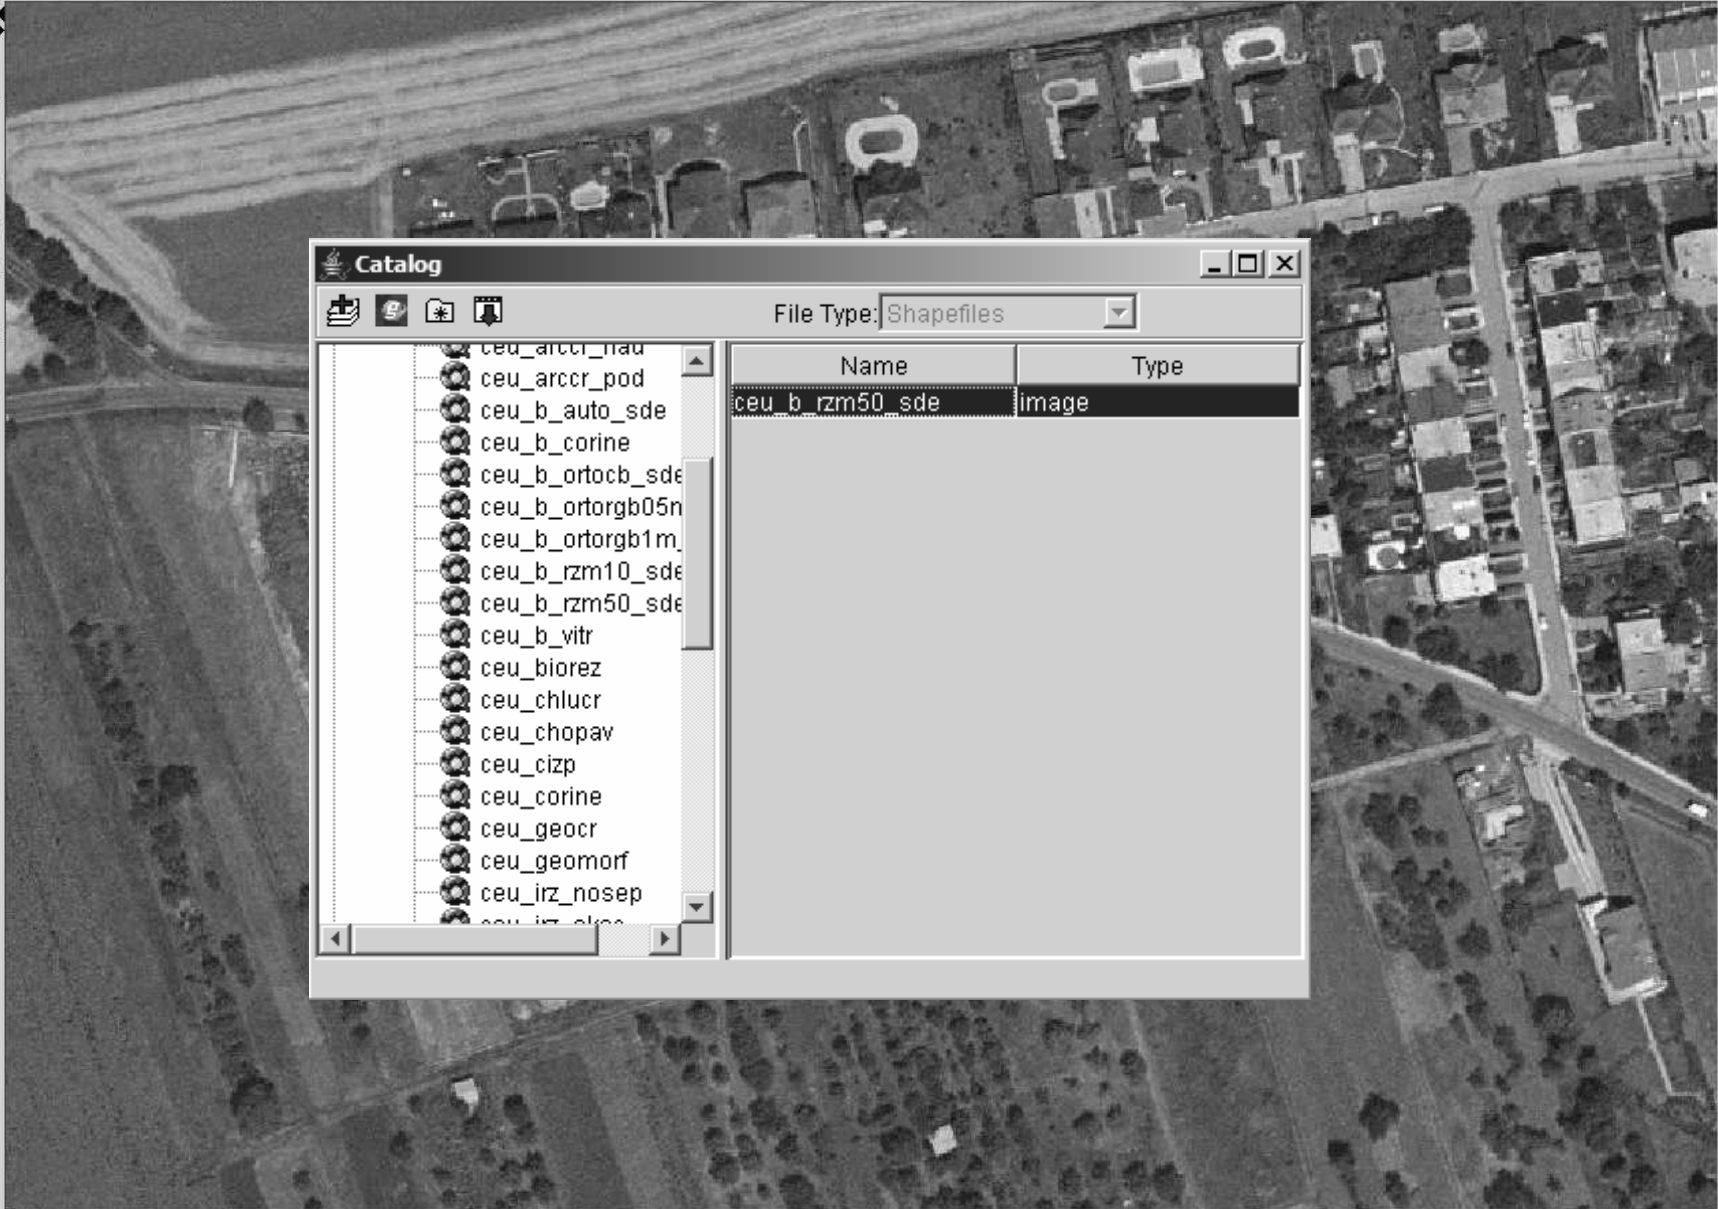 Catalog
File Type: Shapefiles
ceu_arccr_pod
ceu_b_auto_sde
ceu_b_corine
ceu_b_ortocb_sde
ceu_b_ortorgb05
ceu_b_ortorgb1m_
ceu_b_rzm10_sde
ceu_b_rzm50_sde
ceu_b_vitr
ceu_biorez
ceu_chlucr
ceu_chopav
ceu_cizp
ceu_corine
ceu_geocr
ceu_geomorf
ceu_irz_nosep
Name Type
ceu_b_rzm50_sde image